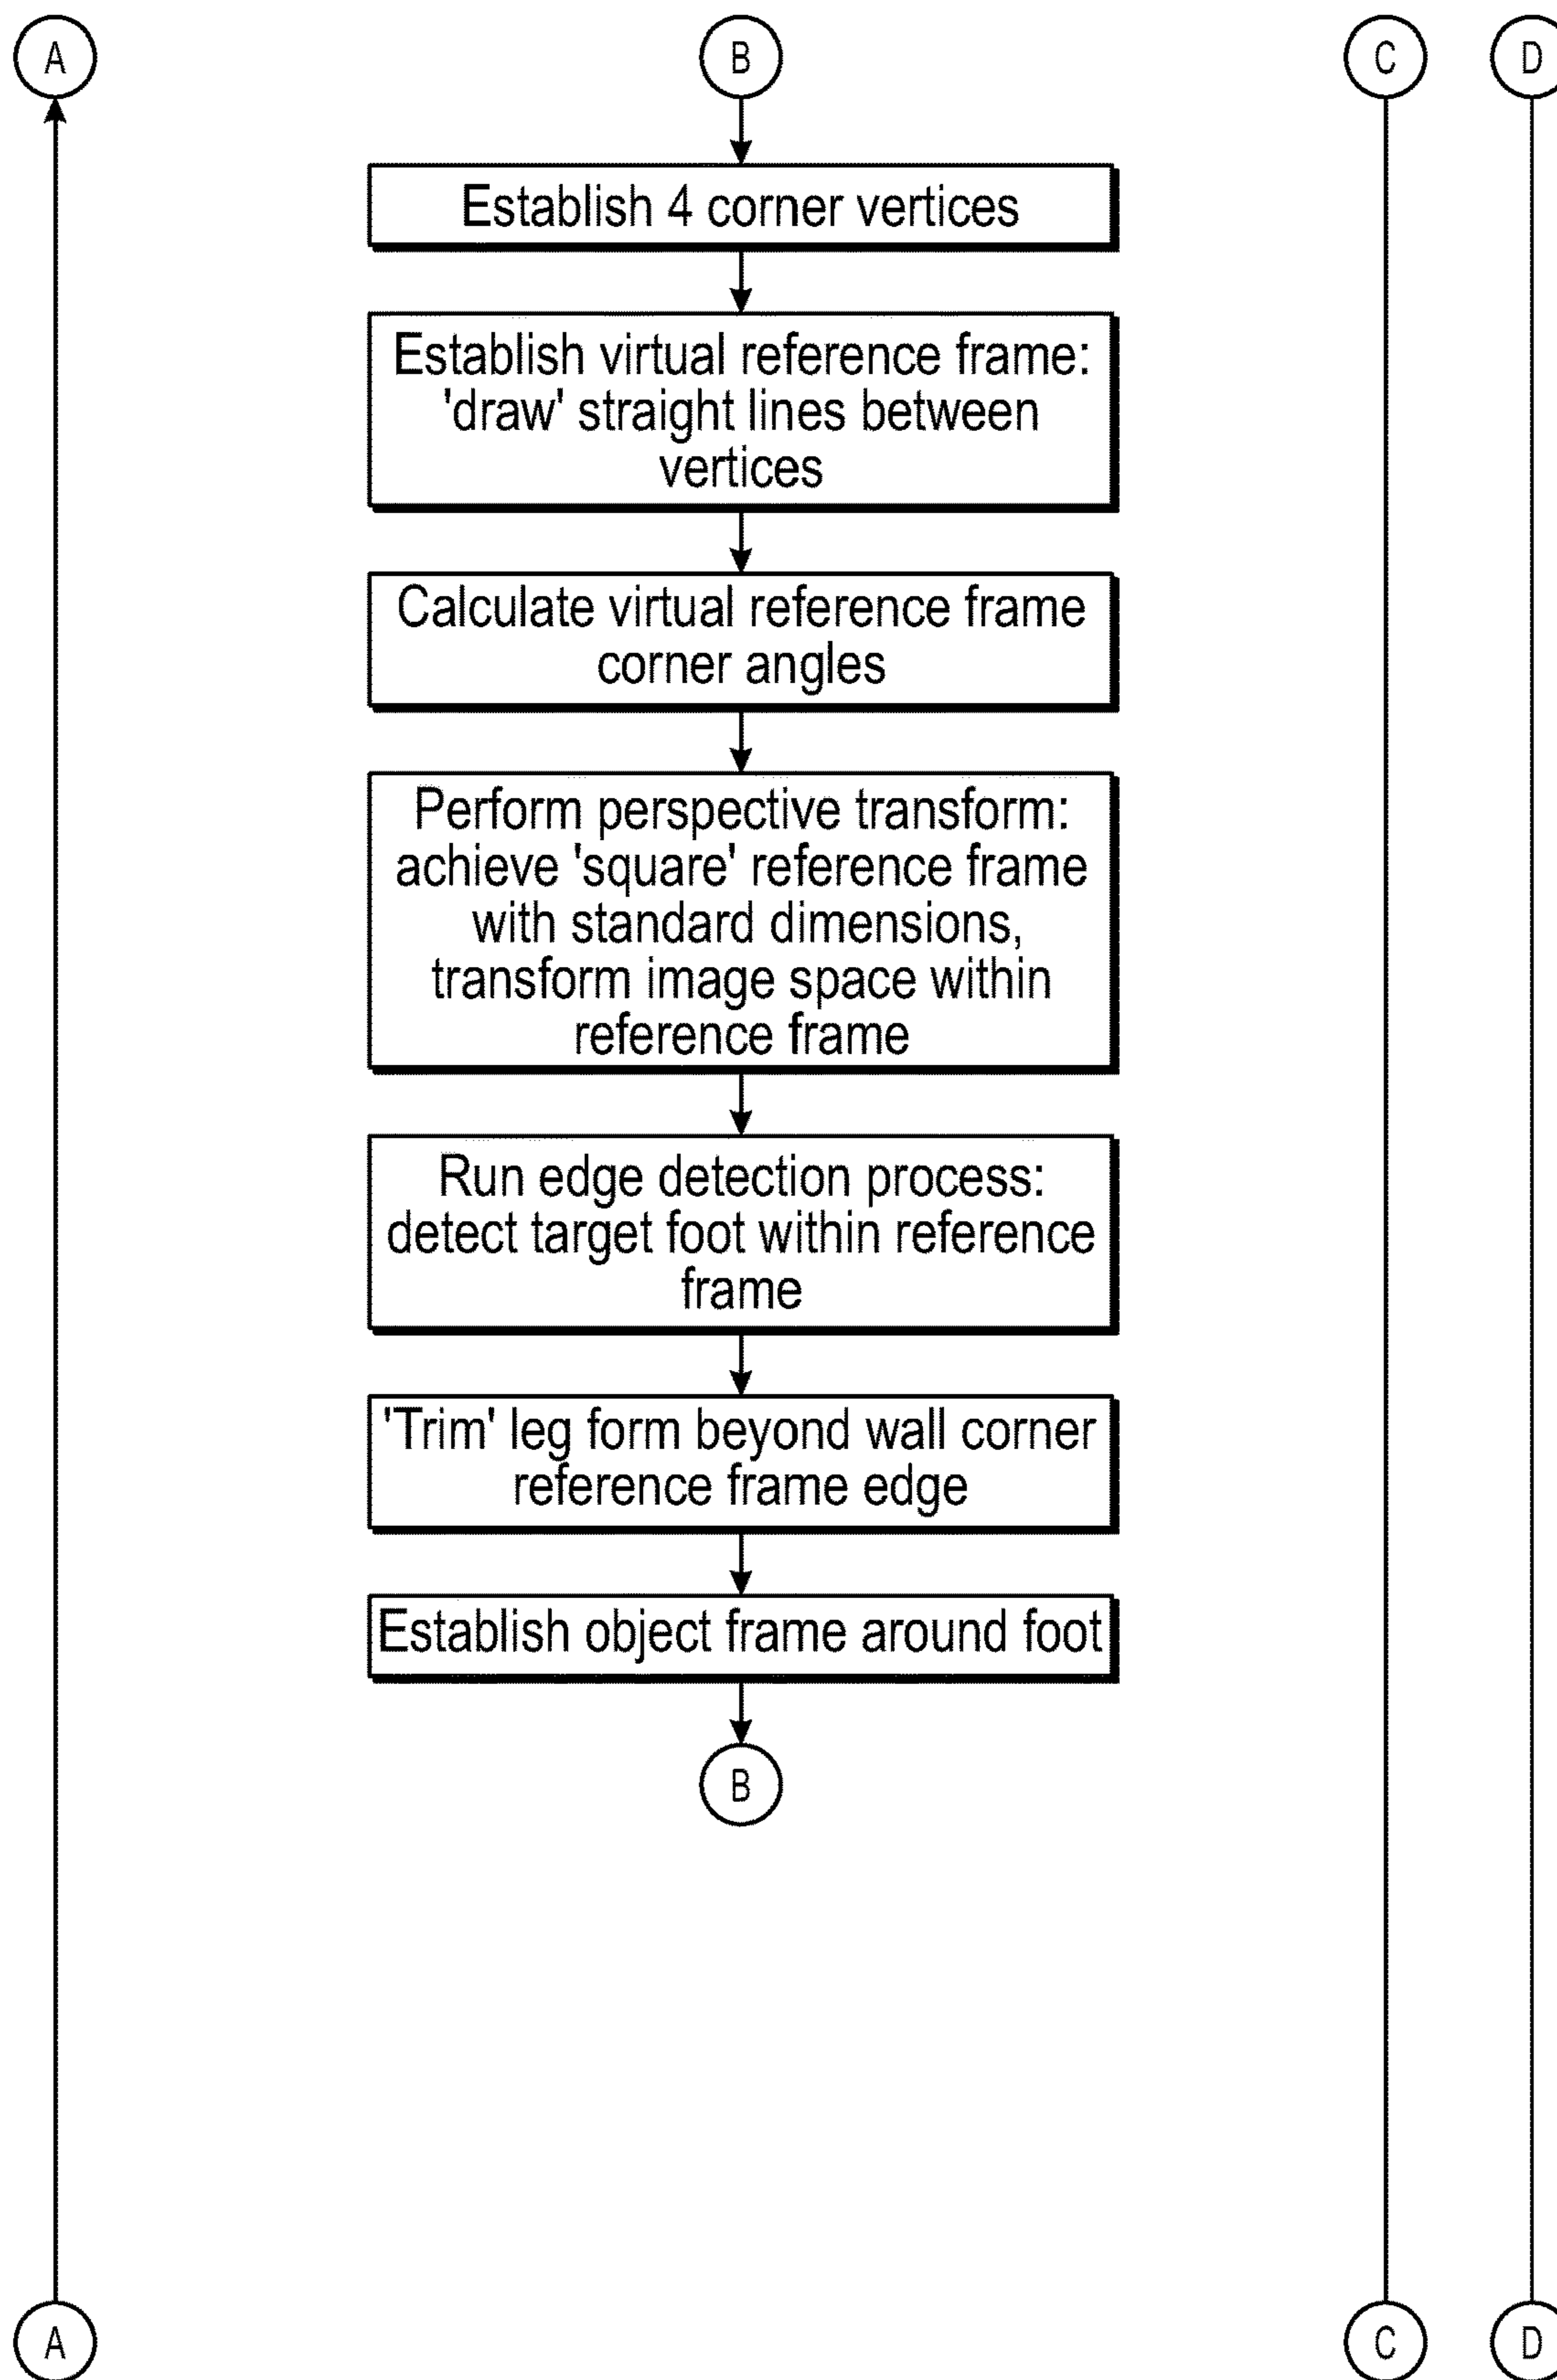 A
B
C
D
Establish 4 corner vertices
Establish virtual reference frame:
'draw' straight lines between
vertices
Calculate virtual reference frame
corner angles
Perform perspective transform:
achieve 'square' reference frame
with standard dimensions,
transform image space within
reference frame
Run edge detection process:
detect target foot within reference
frame
'Trim' leg form beyond wall corner
reference frame edge
Establish object frame around foot
B
A
C
D